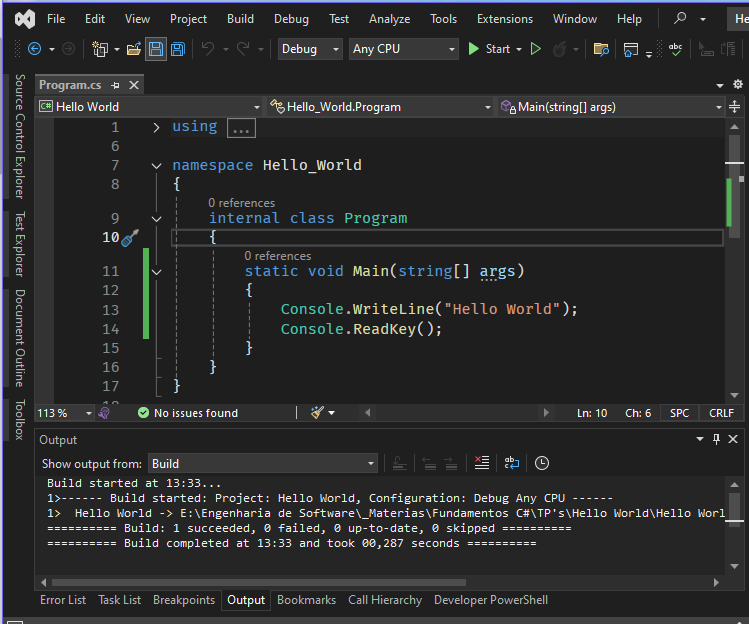 File Edit View Project Build Debug Test Analyze Tools Extensions Window Help He
Debug Any CPU Start
Program.cs
C# Hello World Hello_World.Program Main(string[] args)
Source Control Explorer
Test Explorer
Document Outline
Toolbox
1 using ...
6
7 namespace Hello_World
8 {
0 references
9 internal class Program
10 {
0 references
11 static void Main(string[] args)
12 {
13 Console.WriteLine("Hello World");
14 Console.ReadKey();
15 }
16 }
17 }
113 % No issues found Ln: 10 Ch: 6 SPC CRLF
Output
Show output from: Build
Build started at 13:33...
1>------ Build started: Project: Hello World, Configuration: Debug Any CPU ------
1>  Hello World -> E:\Engenharia de Software\_Materias\Fundamentos C#\TP's\Hello World\Hello Worl
========== Build: 1 succeeded, 0 failed, 0 up-to-date, 0 skipped ==========
========== Build completed at 13:33 and took 00,287 seconds ==========
Error List Task List Breakpoints Output Bookmarks Call Hierarchy Developer PowerShell